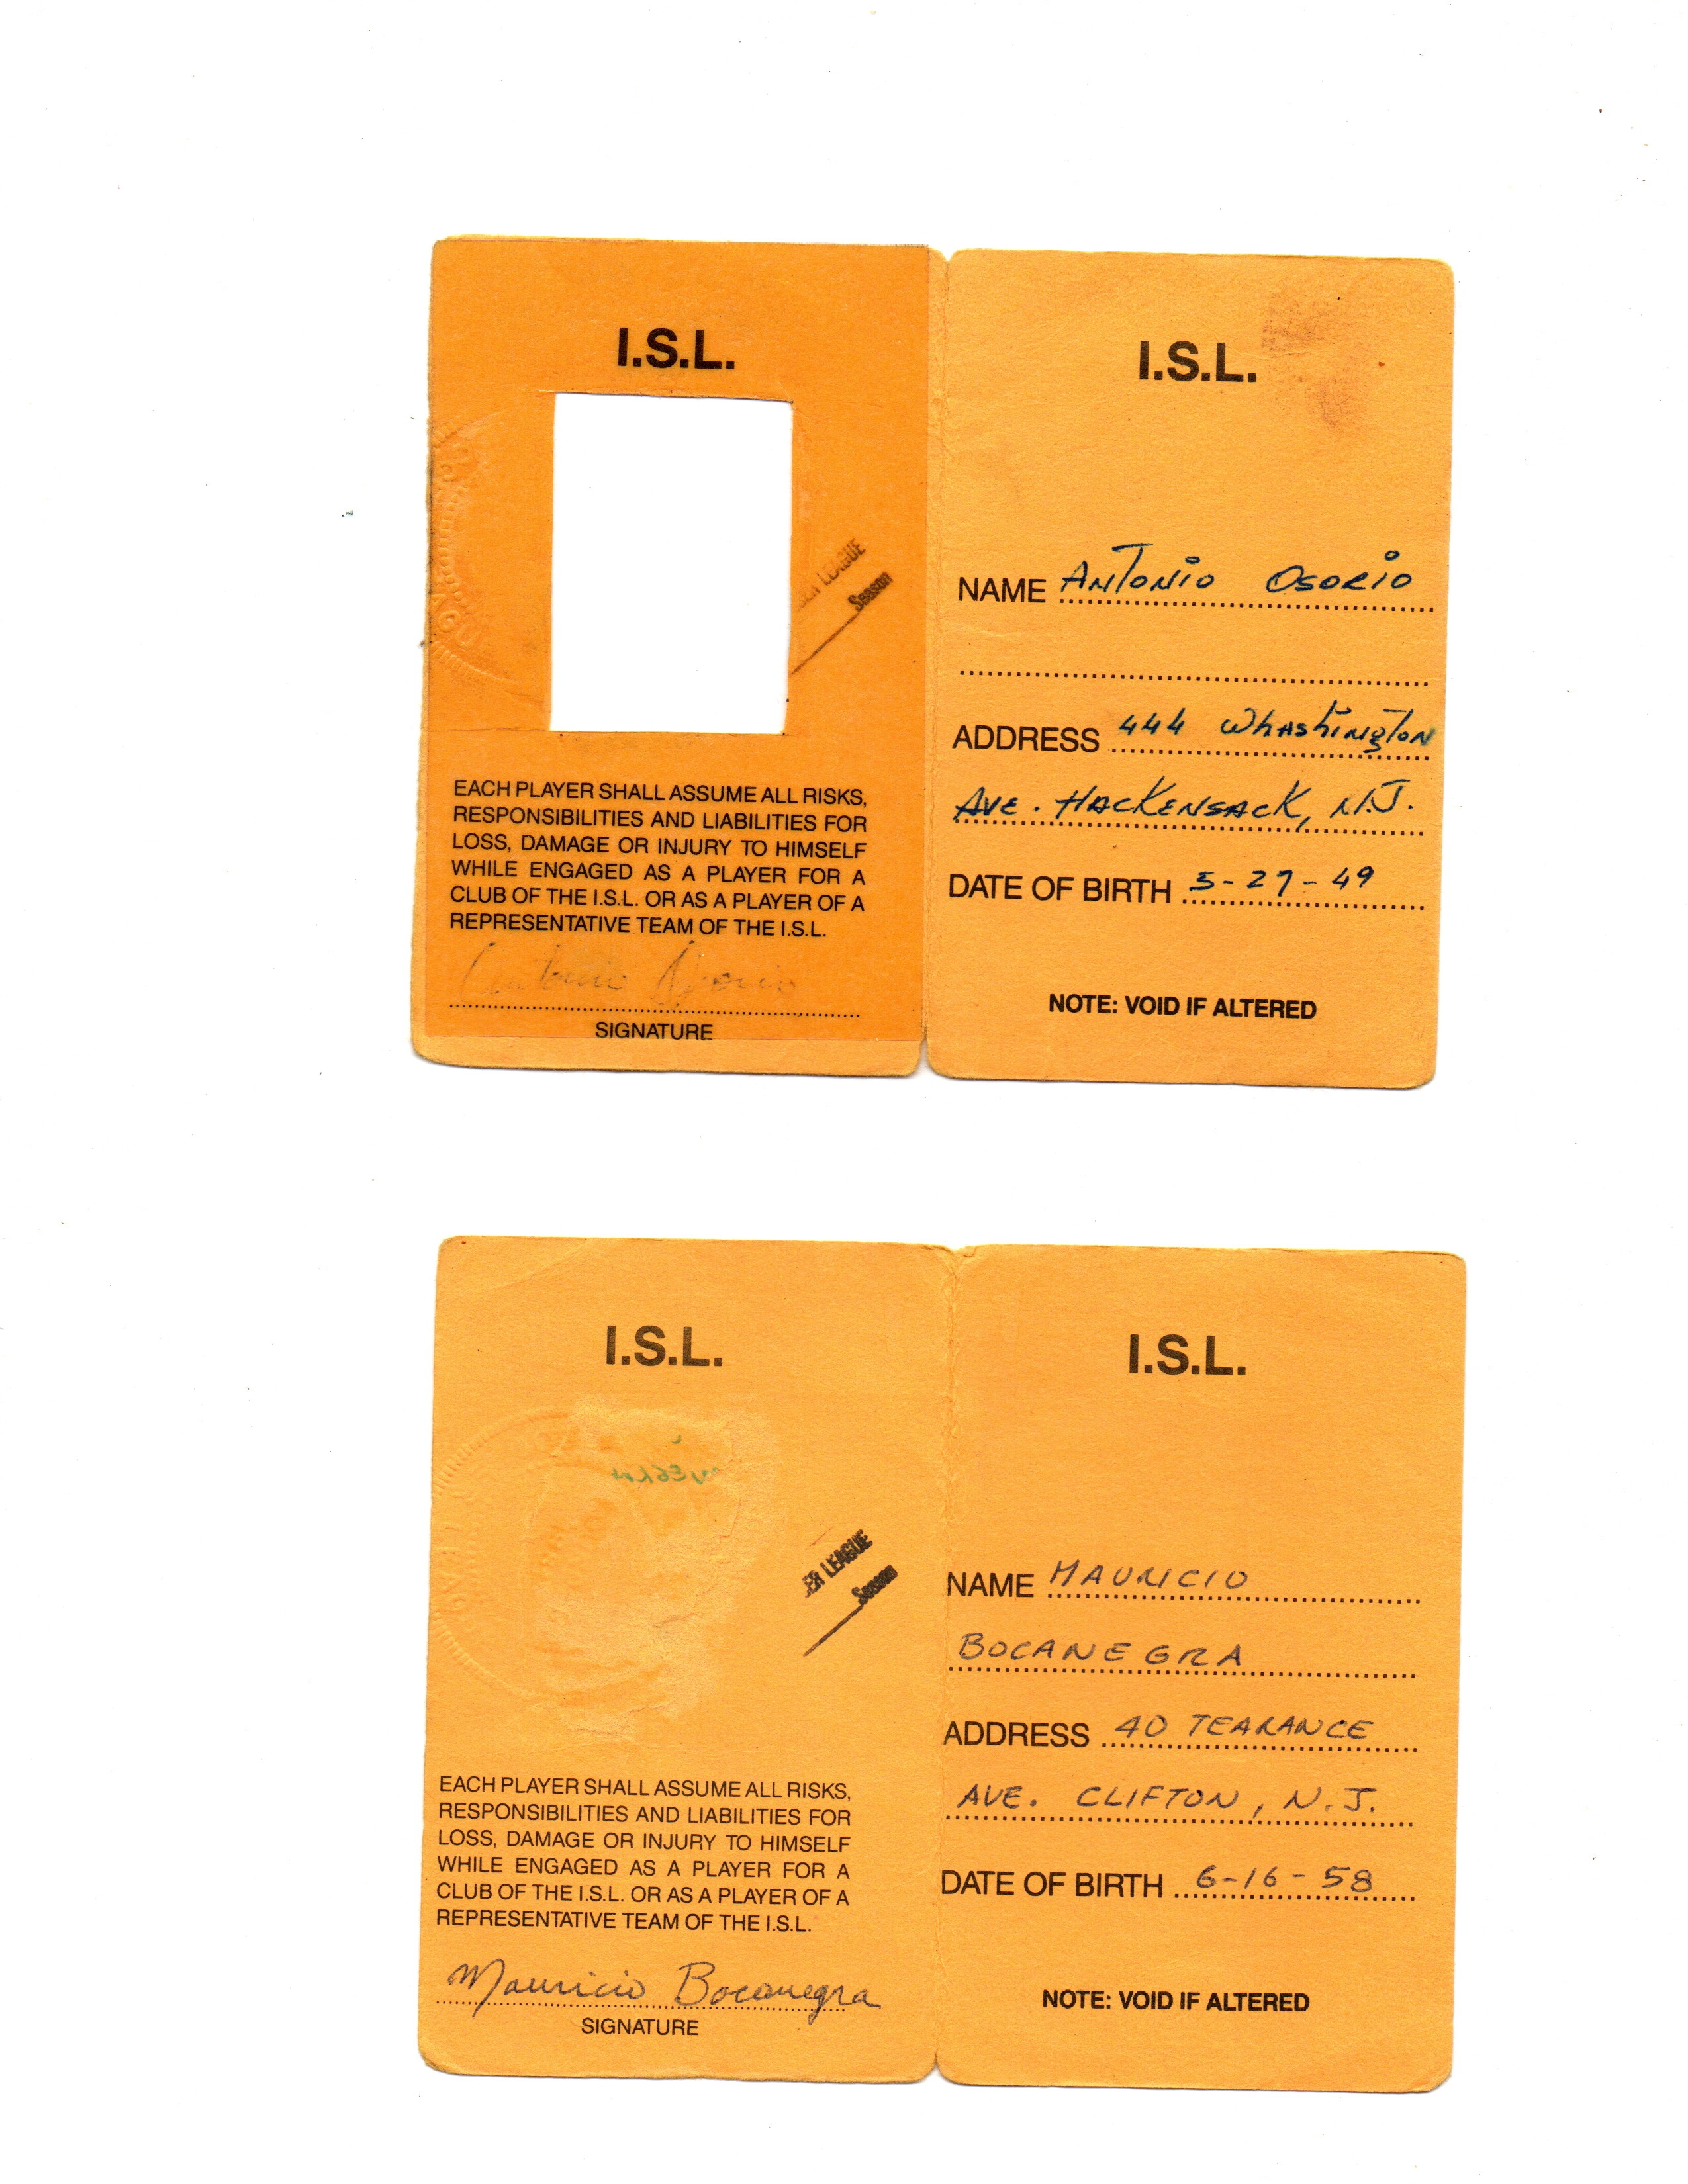 I.S.L.
LEAGUE
Season
EACH PLAYER SHALL ASSUME ALL RISKS,
RESPONSIBILITIES AND LIABILITIES FOR
LOSS, DAMAGE OR INJURY TO HIMSELF
WHILE ENGAGED AS A PLAYER FOR A
CLUB OF THE I.S.L. OR AS A PLAYER OF A
REPRESENTATIVE TEAM OF THE I.S.L.
Antonio Osorio
SIGNATURE
I.S.L.
NAME ANTONIO OSORIO
ADDRESS 444 WHASHINGTON
AVE. HACKENSACK, N.J.
DATE OF BIRTH 5-27-49
NOTE: VOID IF ALTERED
I.S.L.
LEAGUE
Season
EACH PLAYER SHALL ASSUME ALL RISKS,
RESPONSIBILITIES AND LIABILITIES FOR
LOSS, DAMAGE OR INJURY TO HIMSELF
WHILE ENGAGED AS A PLAYER FOR A
CLUB OF THE I.S.L. OR AS A PLAYER OF A
REPRESENTATIVE TEAM OF THE I.S.L.
Mauricio Bocanegra
SIGNATURE
I.S.L.
NAME MAURICIO
BOCANEGRA
ADDRESS 40 TEARANCE
AVE. CLIFTON, N.J.
DATE OF BIRTH 6-16-58
NOTE: VOID IF ALTERED